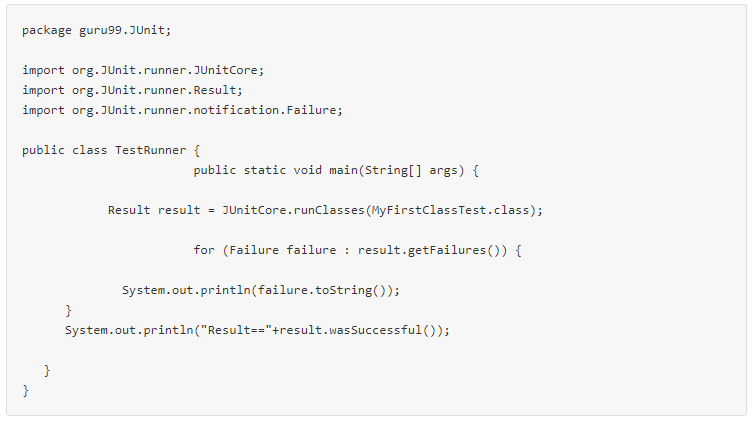 package guru99.JUnit;
import org.JUnit.runner.JUnitCore;
import org.JUnit.runner.Result;
import org.JUnit.runner.notification.Failure;
public class TestRunner {
public static void main(String[] args) {
Result result = JUnitCore.runClasses(MyFirstClassTest.class);
for (Failure failure : result.getFailures()) {
System.out.println(failure.toString());
}
System.out.println("Result=="+result.wasSuccessful());
}
}